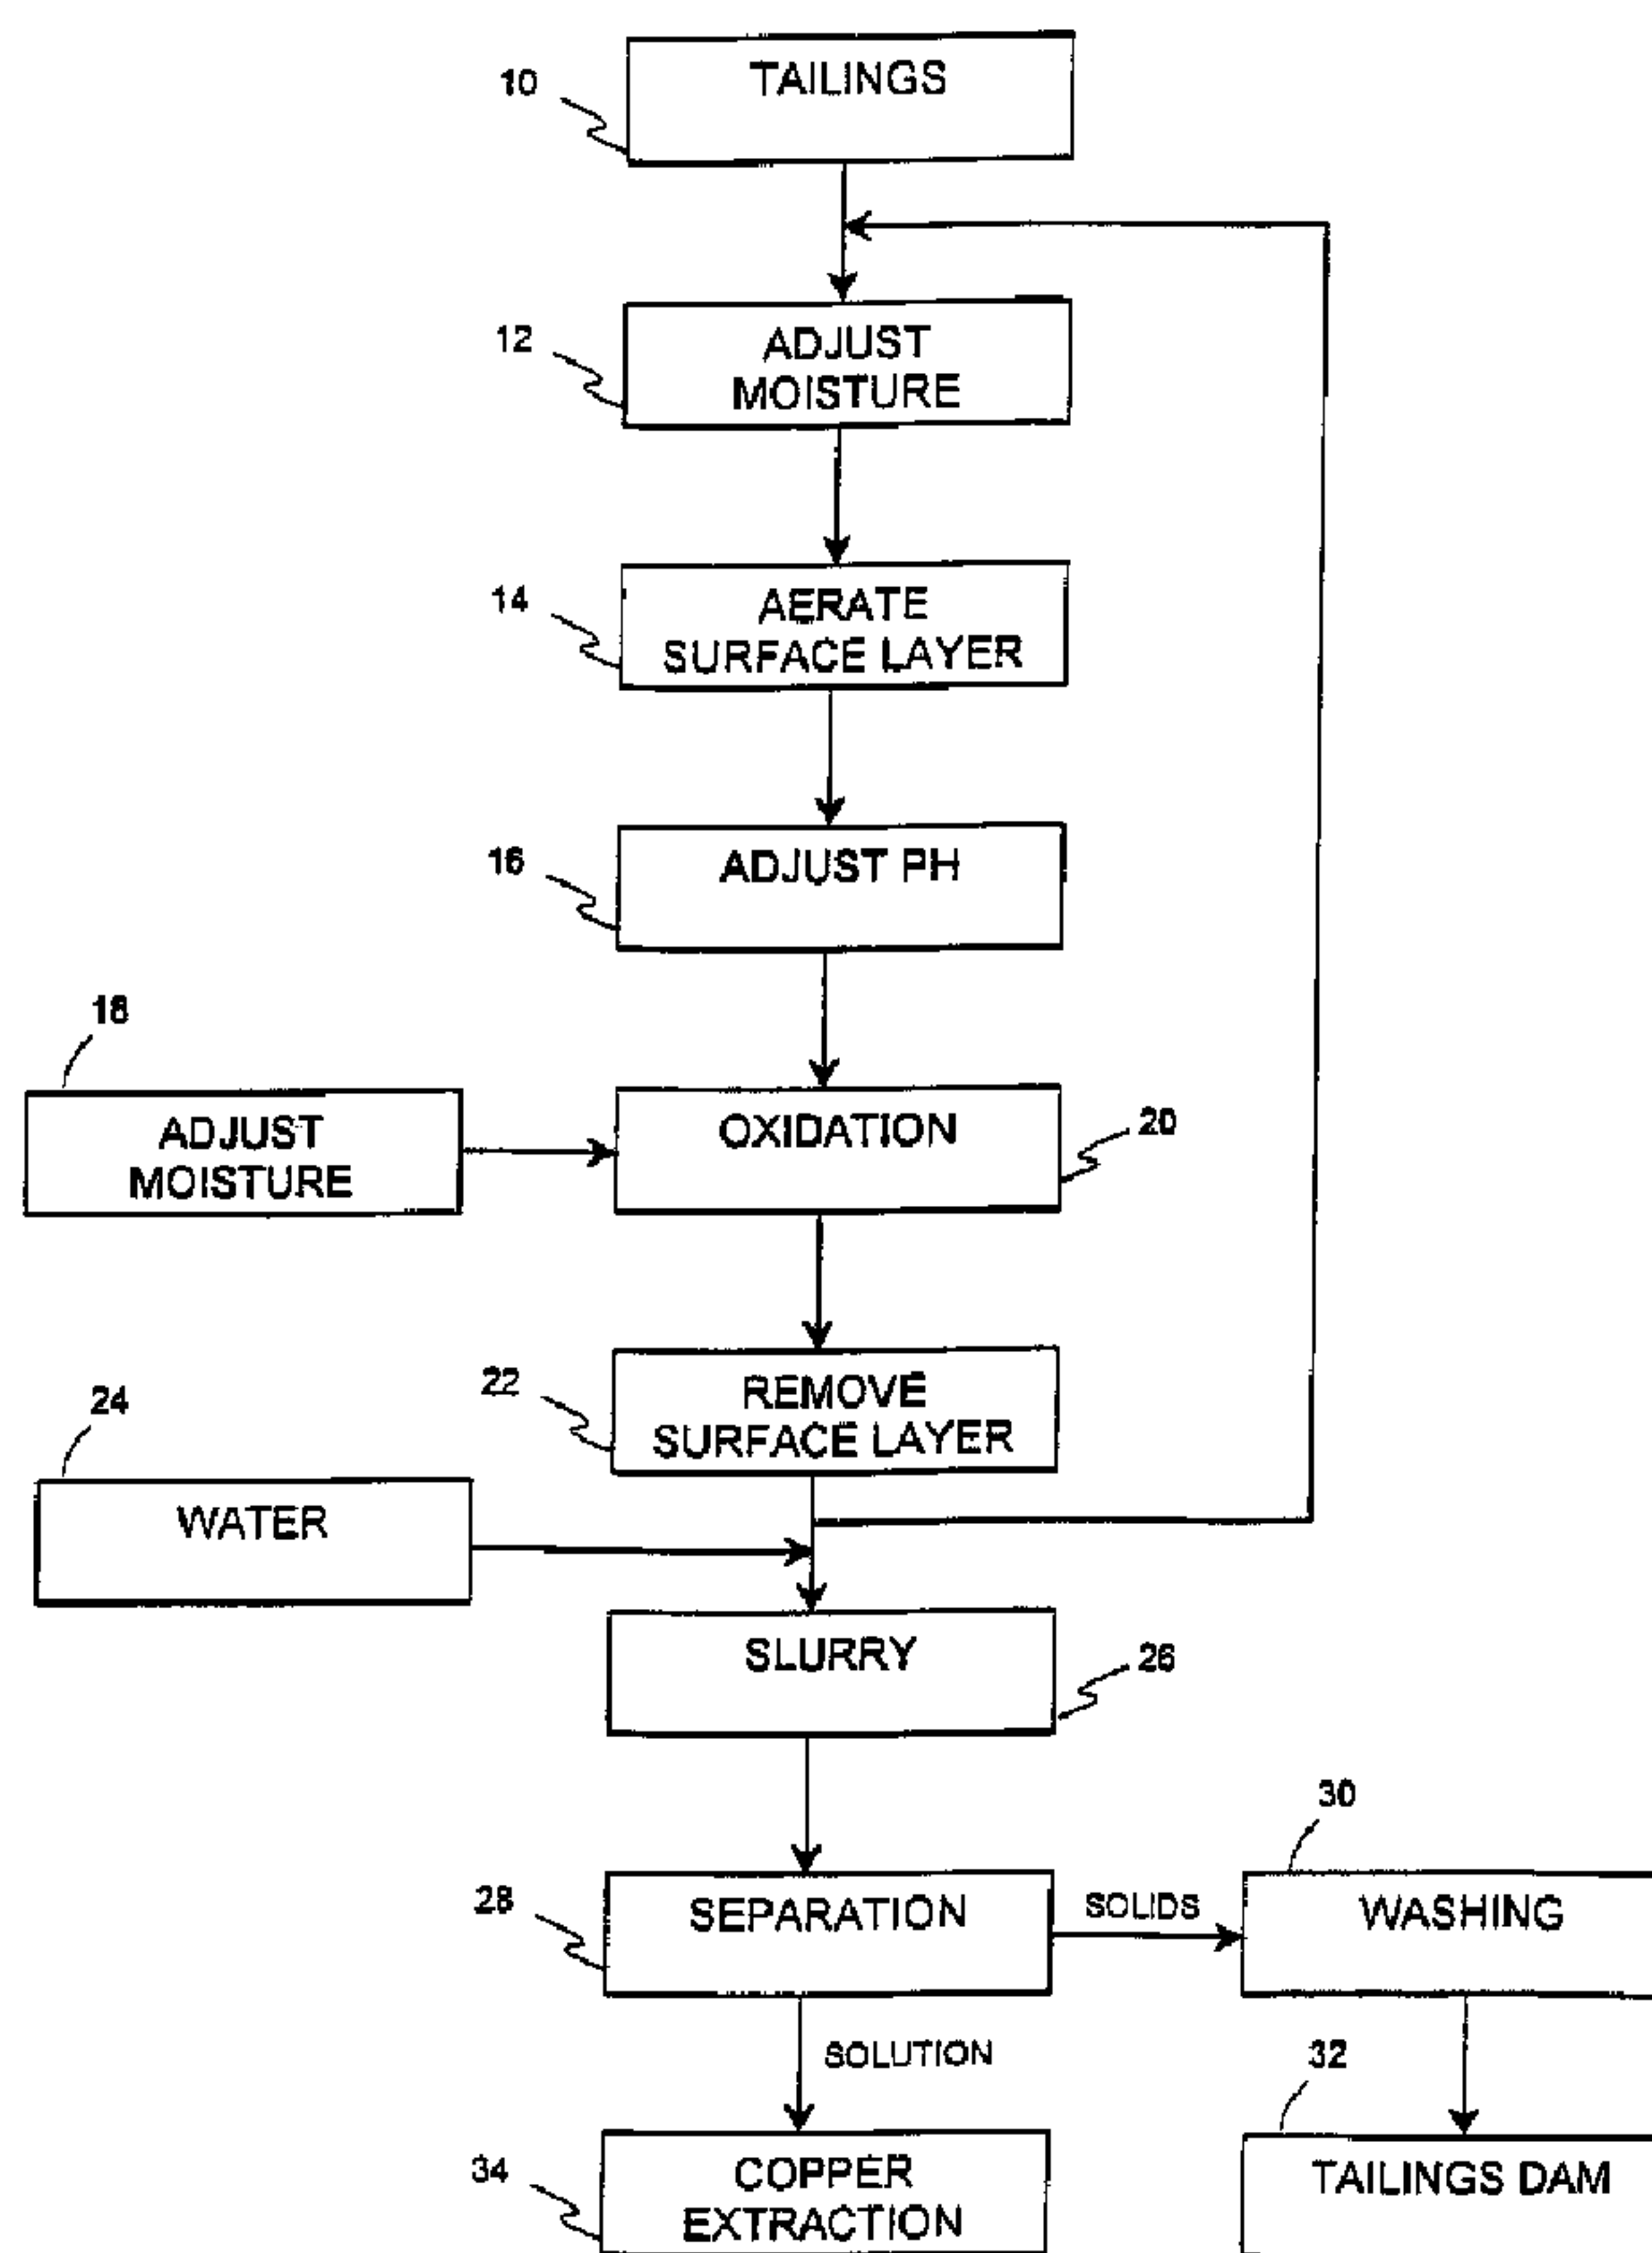 10
TAILINGS
12
ADJUST
MOISTURE
14
AERATE
SURFACE LAYER
16
ADJUST PH
18
ADJUST
MOISTURE
OXIDATION
20
22
REMOVE
SURFACE LAYER
24
WATER
SLURRY
26
28
SEPARATION
SOLIDS
30
WASHING
SOLUTION
32
TAILINGS DAM
34
COPPER
EXTRACTION